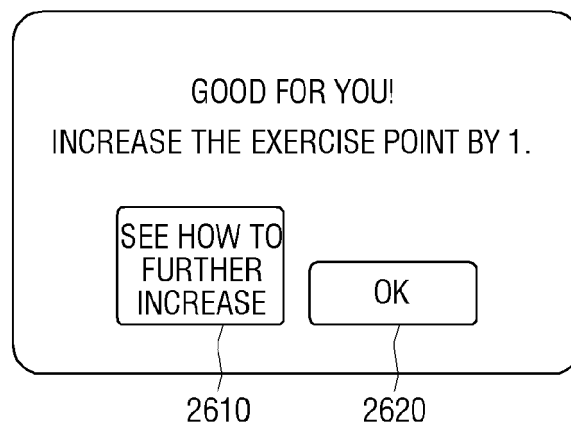 GOOD FOR YOU!
INCREASE THE EXERCISE POINT BY 1.
SEE HOW TO
FURTHER
INCREASE
OK
2610
2620